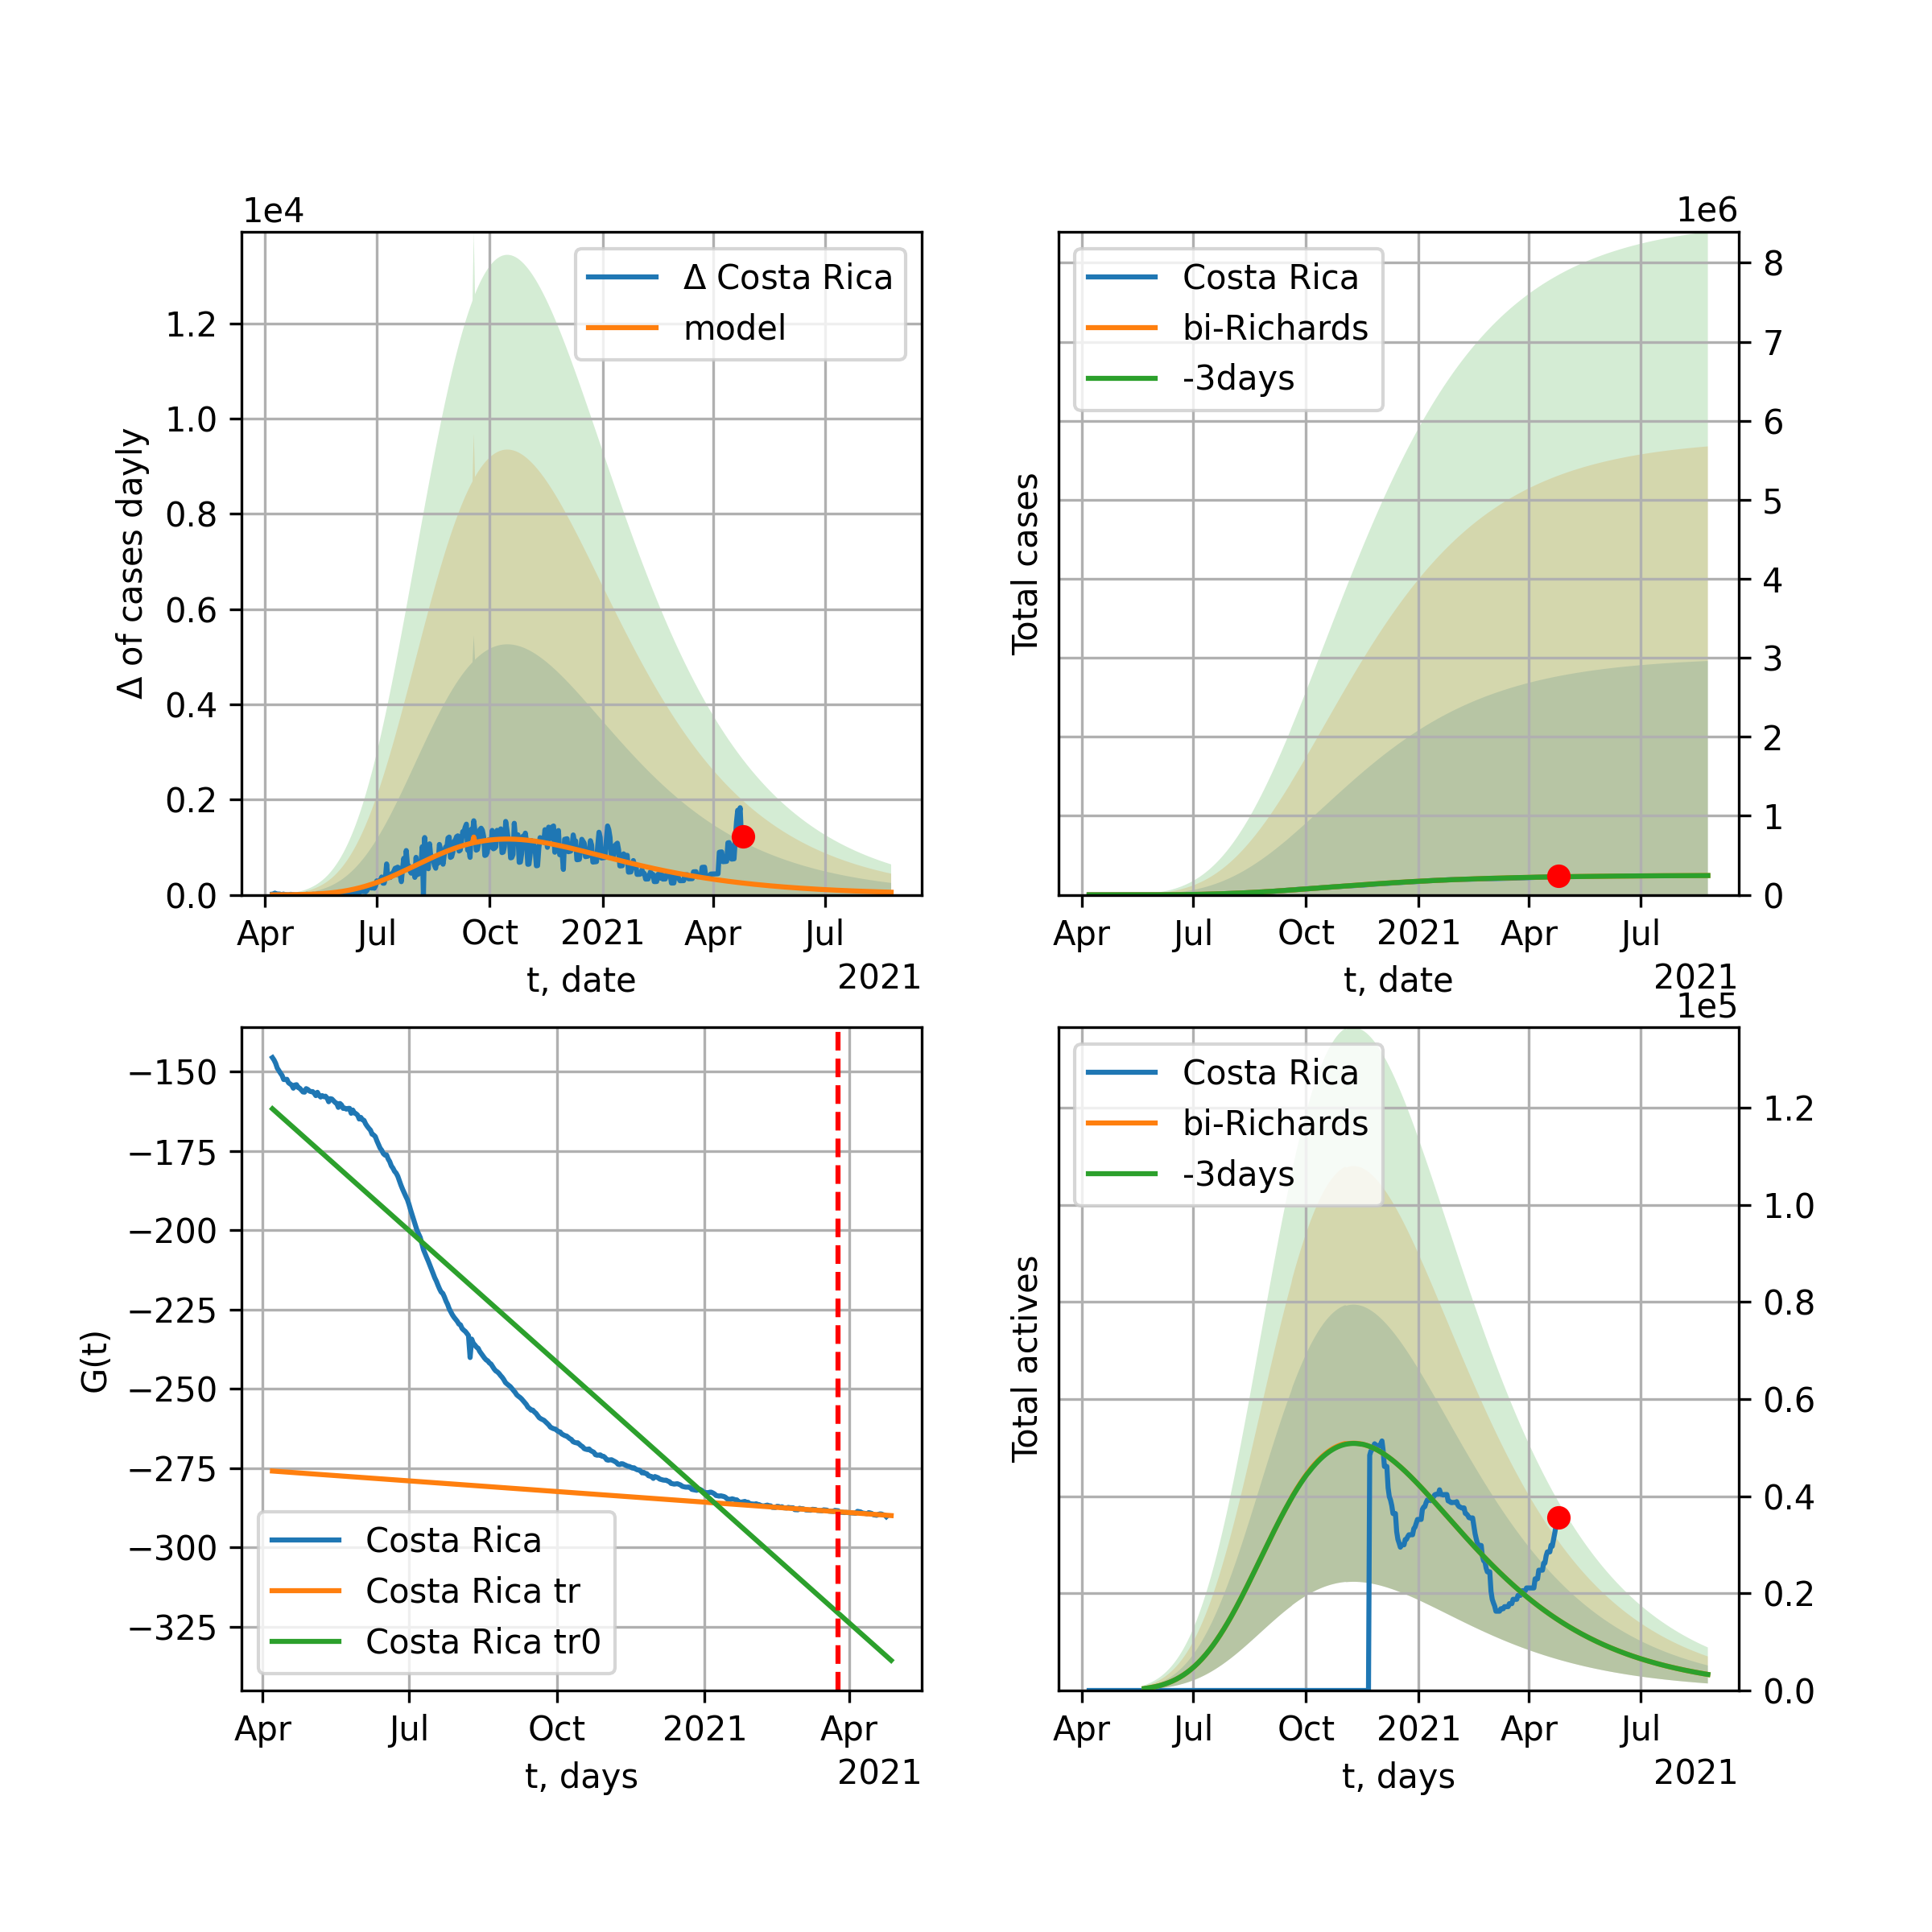 1e4
Δ Costa Rica
model
1.2
1.0
0.8
0.6
0.4
0.2
0.0
Δ of cases dayly
Apr Jul Oct 2021 Apr Jul
t, date
2021
1e6
Costa Rica
bi-Richards
-3days
8
7
6
5
4
3
2
1
0
Total cases
Apr Jul Oct 2021 Apr Jul
t, date
2021
−150
−175
−200
−225
−250
−275
−300
−325
G(t)
Costa Rica
Costa Rica tr
Costa Rica tr0
Apr Jul Oct 2021 Apr
t, days
2021
1e5
Costa Rica
bi-Richards
-3days
1.2
1.0
0.8
0.6
0.4
0.2
0.0
Total actives
Apr Jul Oct 2021 Apr Jul
t, days
2021